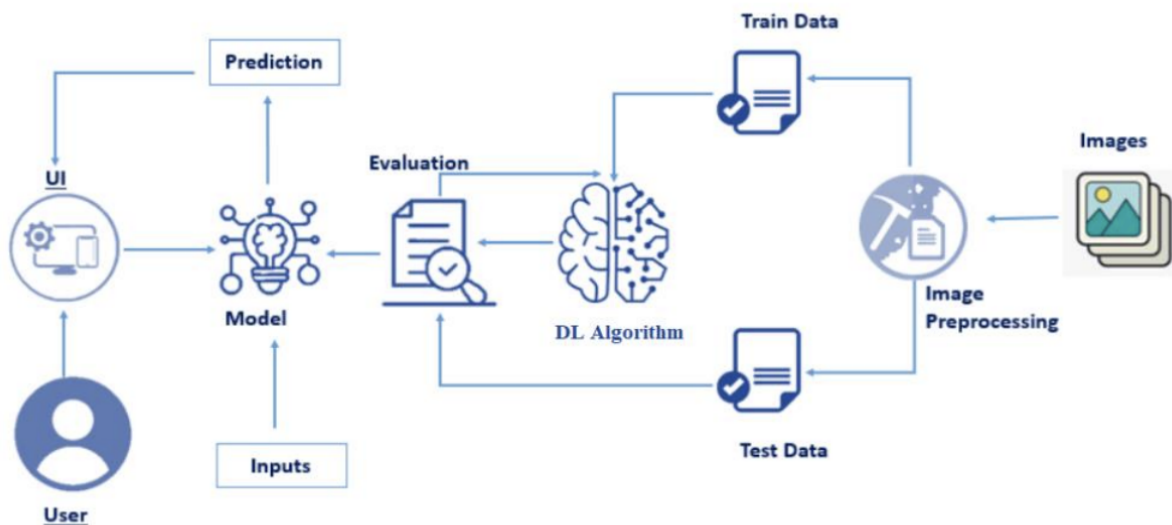 Train Data
Prediction
Images
Evaluation
UI
Model
DL Algorithm
Image
Preprocessing
Test Data
Inputs
User